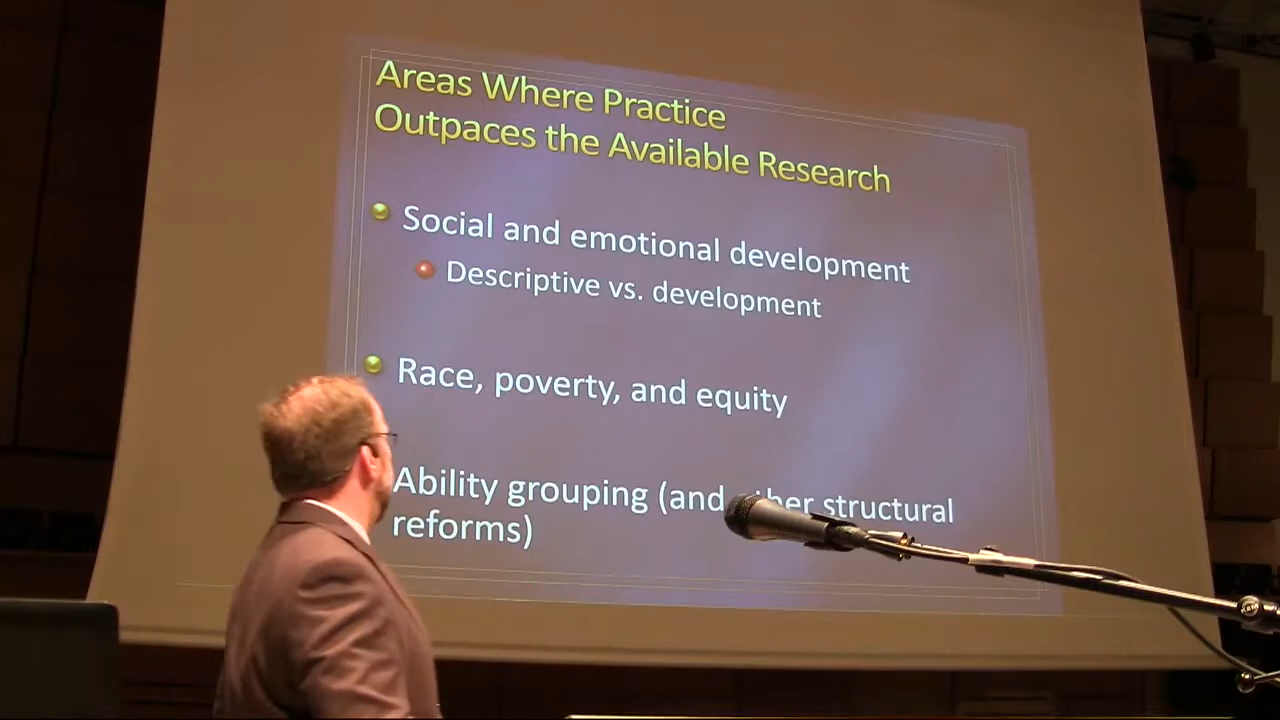 Areas Where Practice
Outpaces the Available Research
Social and emotional development
Descriptive vs. development
Race, poverty, and equity
Ability grouping (and other structural
reforms)